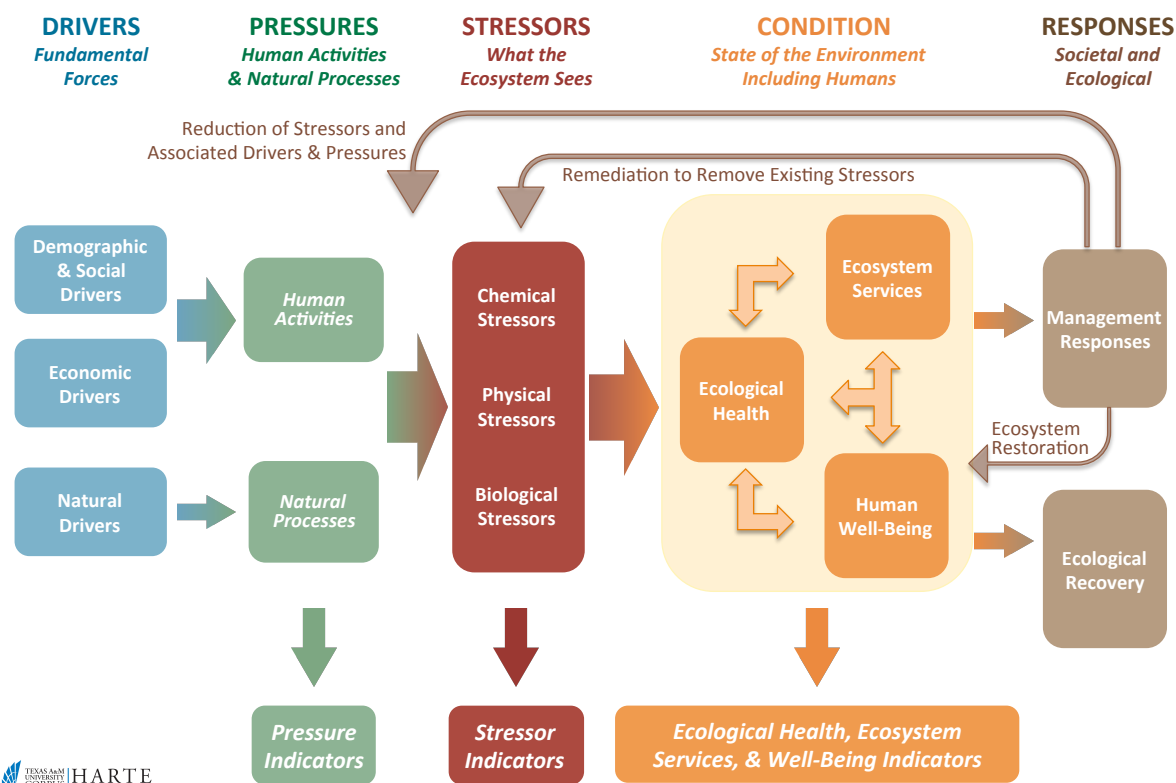 DRIVERS
Fundamental
Forces
PRESSURES
Human Activities
& Natural Processes
STRESSORS
What the
Ecosystem Sees
CONDITION
State of the Environment
Including Humans
RESPONSES
Societal and
Ecological
Reduction of Stressors and
Associated Drivers & Pressures
Remediation to Remove Existing Stressors
Demographic
& Social
Drivers
Economic
Drivers
Natural
Drivers
Human
Activities
Natural
Processes
Chemical
Stressors
Physical
Stressors
Biological
Stressors
Ecosystem
Services
Ecological
Health
Human
Well-Being
Management
Responses
Ecosystem
Restoration
Ecological
Recovery
Pressure
Indicators
Stressor
Indicators
Ecological Health, Ecosystem
Services, & Well-Being Indicators
TEXAS A&M
UNIVERSITY
HARTE